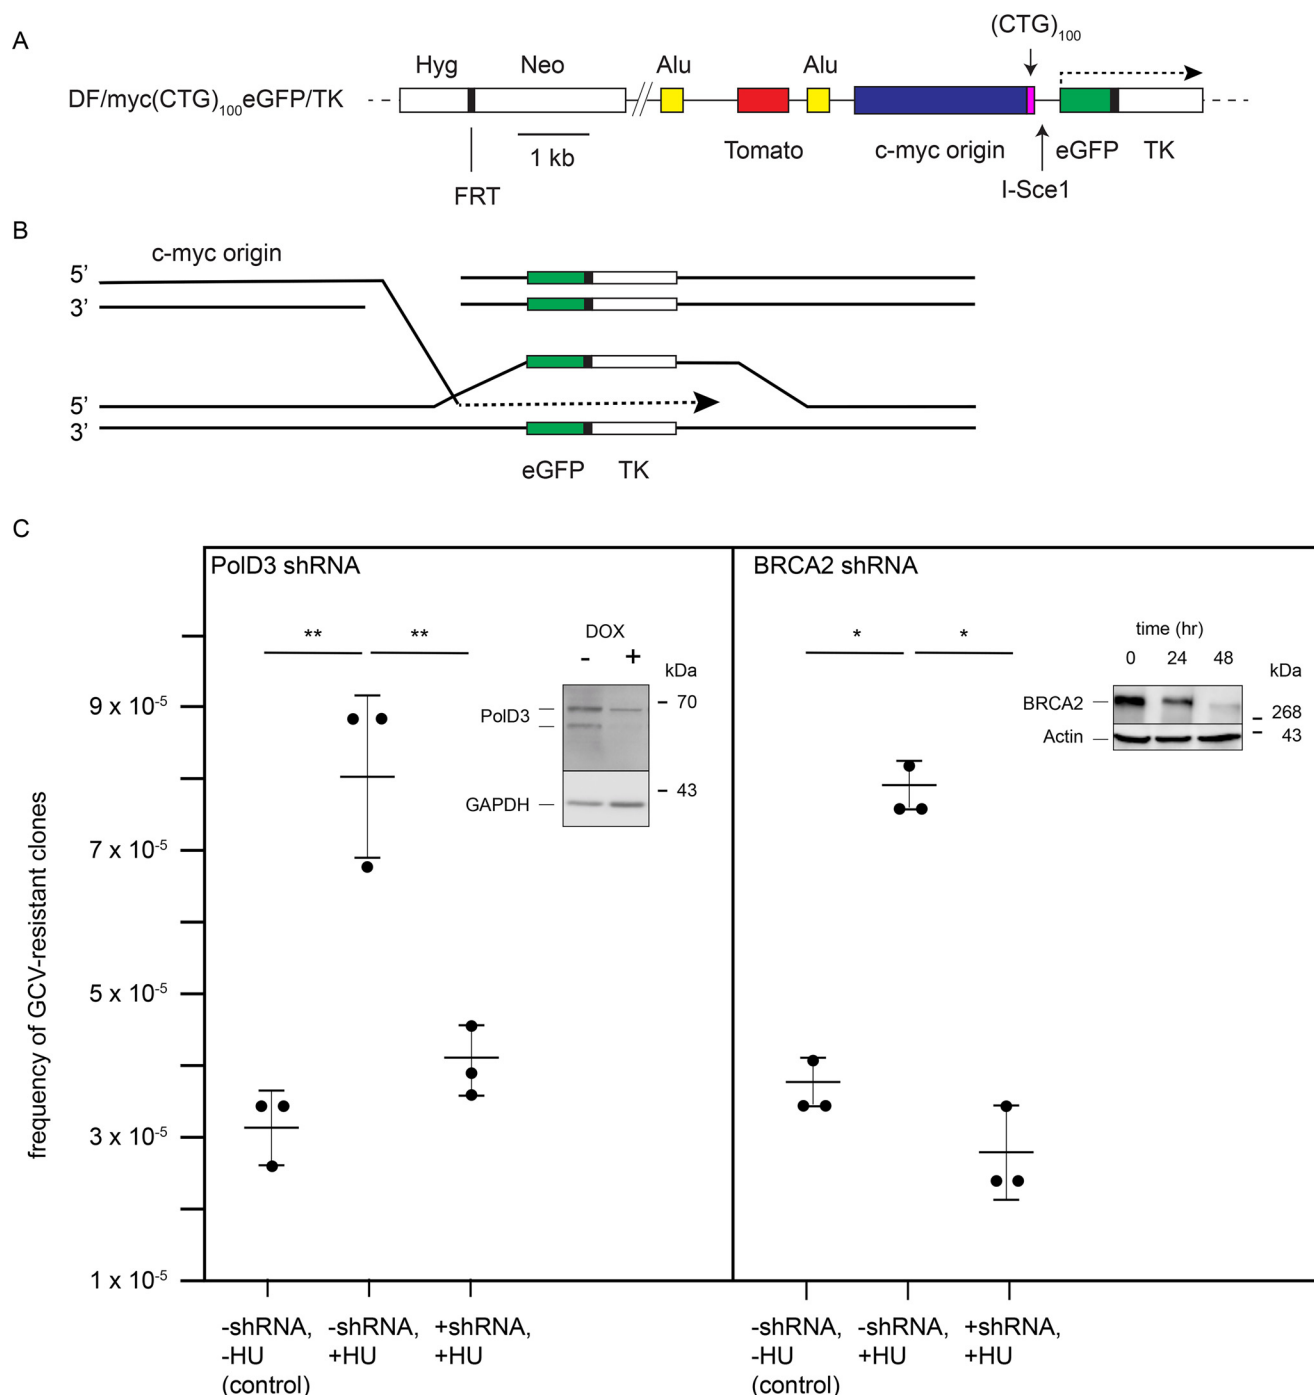 A
(CTG)100
Hyg Neo Alu Alu
DF/myc(CTG)100eGFP/TK
1 kb Tomato c-myc origin eGFP TK
FRT I-Sce1
B
c-myc origin
5’
3’
5’
3’
eGFP TK
C
PolD3 shRNA
BRCA2 shRNA
** **
* *
DOX
- +
kDa
PolD3 70
GAPDH 43
time (hr)
0 24 48
kDa
BRCA2 268
Actin 43
frequency of GCV-resistant clones
9 x 10-5
7 x 10-5
5 x 10-5
3 x 10-5
1 x 10-5
-shRNA, -shRNA, +shRNA,
-HU +HU +HU
(control)
-shRNA, -shRNA, +shRNA,
-HU +HU +HU
(control)